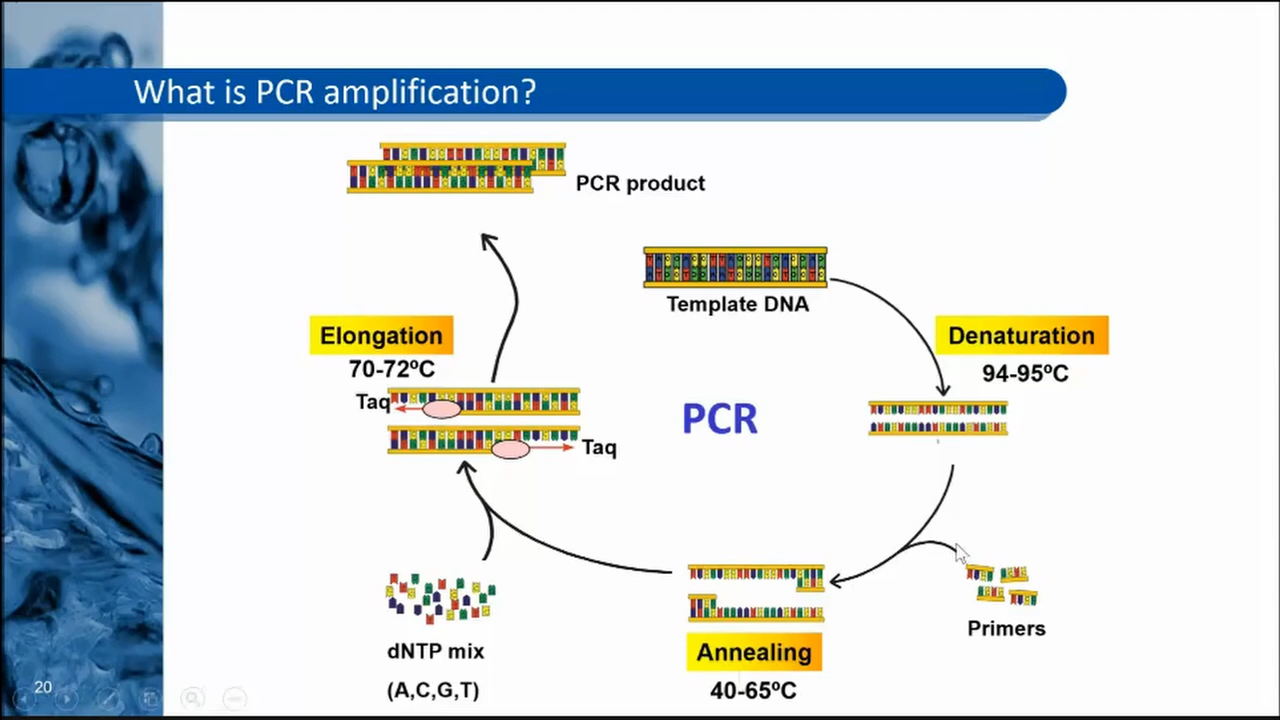 What is PCR amplification?
PCR product
Template DNA
Elongation
70-72ºC
Denaturation
94-95ºC
Taq
PCR
Taq
Primers
dNTP mix
(A,C,G,T)
Annealing
40-65ºC
20